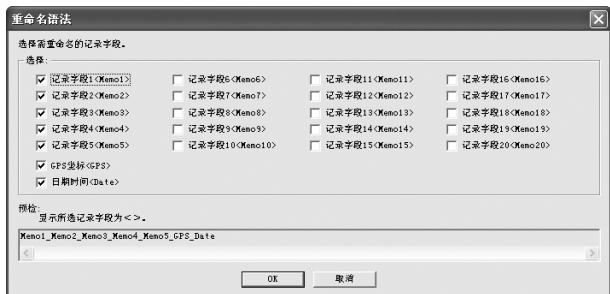 重命名语法
选择需重命名的记录字段。
选择:
记录字段1<Memo1> 记录字段6<Memo6> 记录字段11<Memo11> 记录字段16<Memo16>
记录字段2<Memo2> 记录字段7<Memo7> 记录字段12<Memo12> 记录字段17<Memo17>
记录字段3<Memo3> 记录字段8<Memo8> 记录字段13<Memo13> 记录字段18<Memo18>
记录字段4<Memo4> 记录字段9<Memo9> 记录字段14<Memo14> 记录字段19<Memo19>
记录字段5<Memo5> 记录字段10<Memo10> 记录字段15<Memo15> 记录字段20<Memo20>
GPS坐标<GPS>
日期时间<Date>
预检:
显示所选记录字段为<>。
Memo1_Memo2_Memo3_Memo4_Memo5_GPS_Date
OK 取消